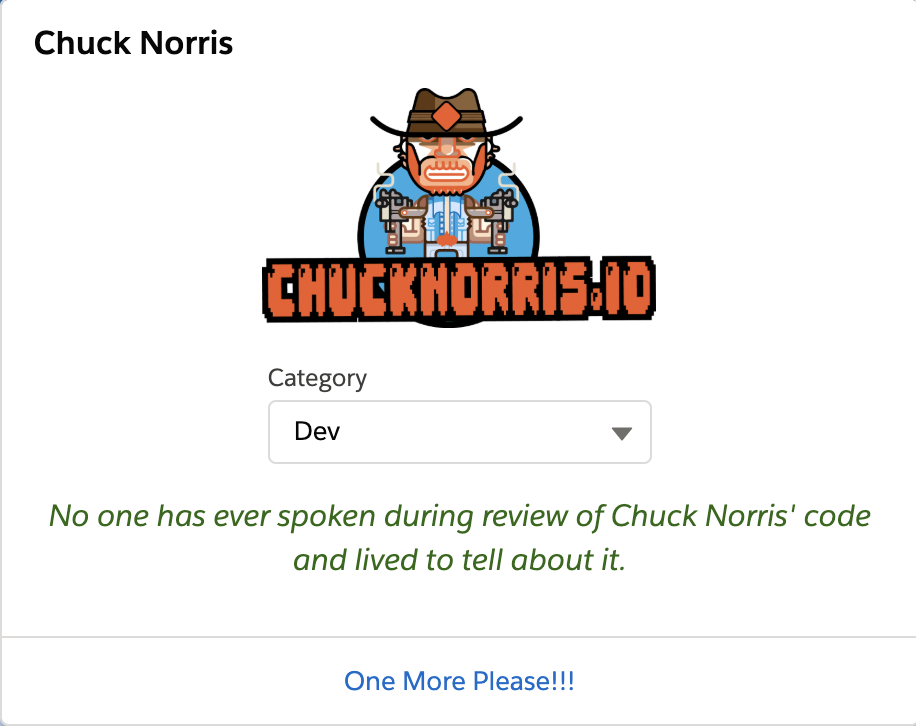 Chuck Norris
CHUCKNORRIS.IO
Category
Dev
No one has ever spoken during review of Chuck Norris' code
and lived to tell about it.
One More Please!!!